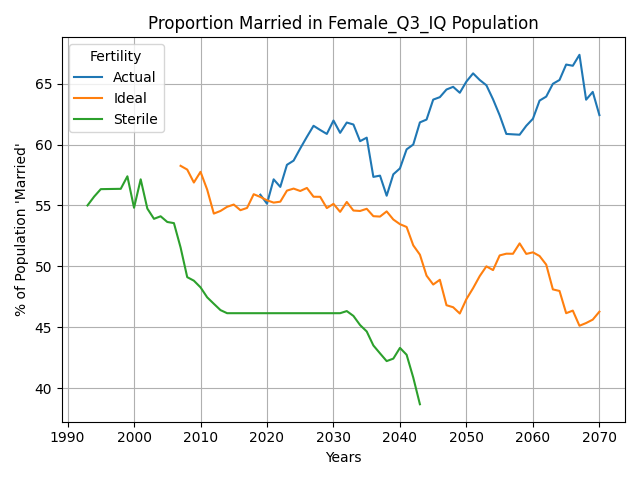 Proportion Married in Female_Q3_IQ Population
Fertility
Actual
Ideal
Sterile
% of Population 'Married'
65
60
55
50
45
40
1990 2000 2010 2020 2030 2040 2050 2060 2070
Years